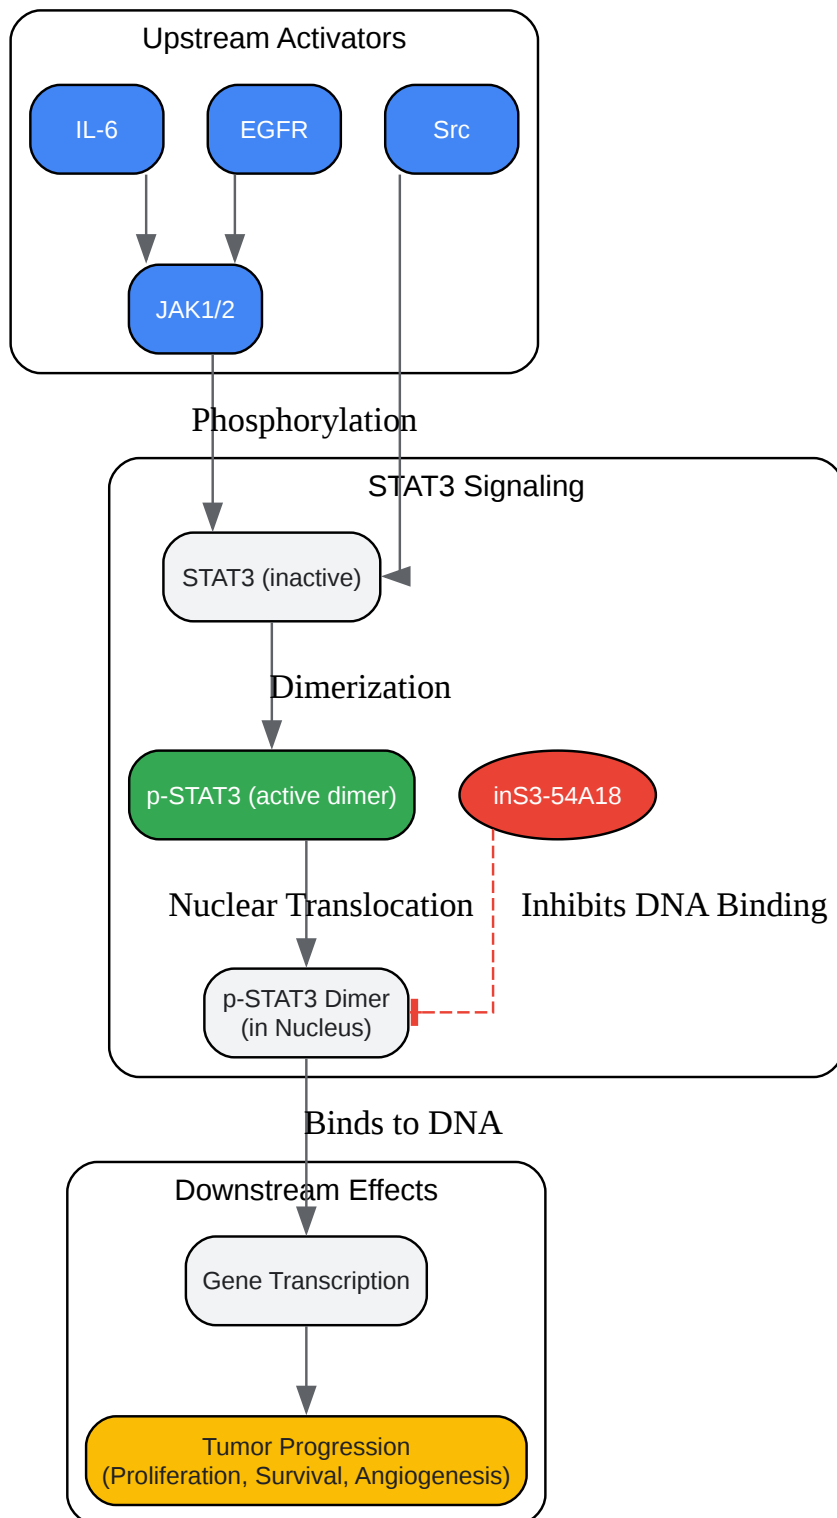 Upstream Activators
IL-6
EGFR
Src
JAK1/2
Phosphorylation
STAT3 Signaling
STAT3 (inactive)
Dimerization
p-STAT3 (active dimer)
inS3-54A18
Nuclear Translocation
Inhibits DNA Binding
p-STAT3 Dimer
(in Nucleus)
Binds to DNA
Downstream Effects
Gene Transcription
Tumor Progression
(Proliferation, Survival, Angiogenesis)